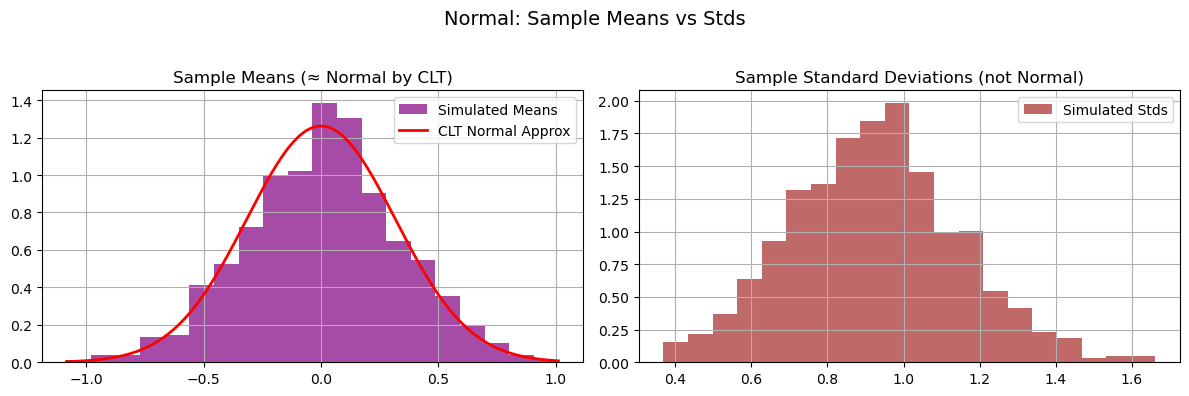 Normal: Sample Means vs Stds
Sample Means (≈ Normal by CLT)
Simulated Means
CLT Normal Approx
1.4
1.2
1.0
0.8
0.6
0.4
0.2
0.0
−1.0 −0.5 0.0 0.5 1.0
Sample Standard Deviations (not Normal)
Simulated Stds
2.00
1.75
1.50
1.25
1.00
0.75
0.50
0.25
0.00
0.4 0.6 0.8 1.0 1.2 1.4 1.6